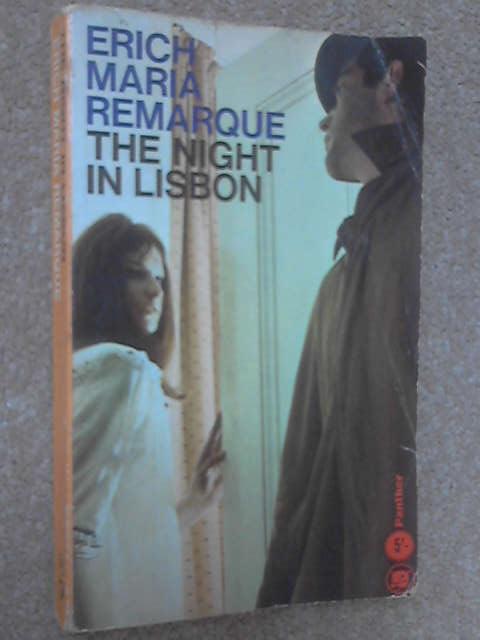 ERICH
MARIA
REMARQUE
THE NIGHT
IN LISBON
Panther